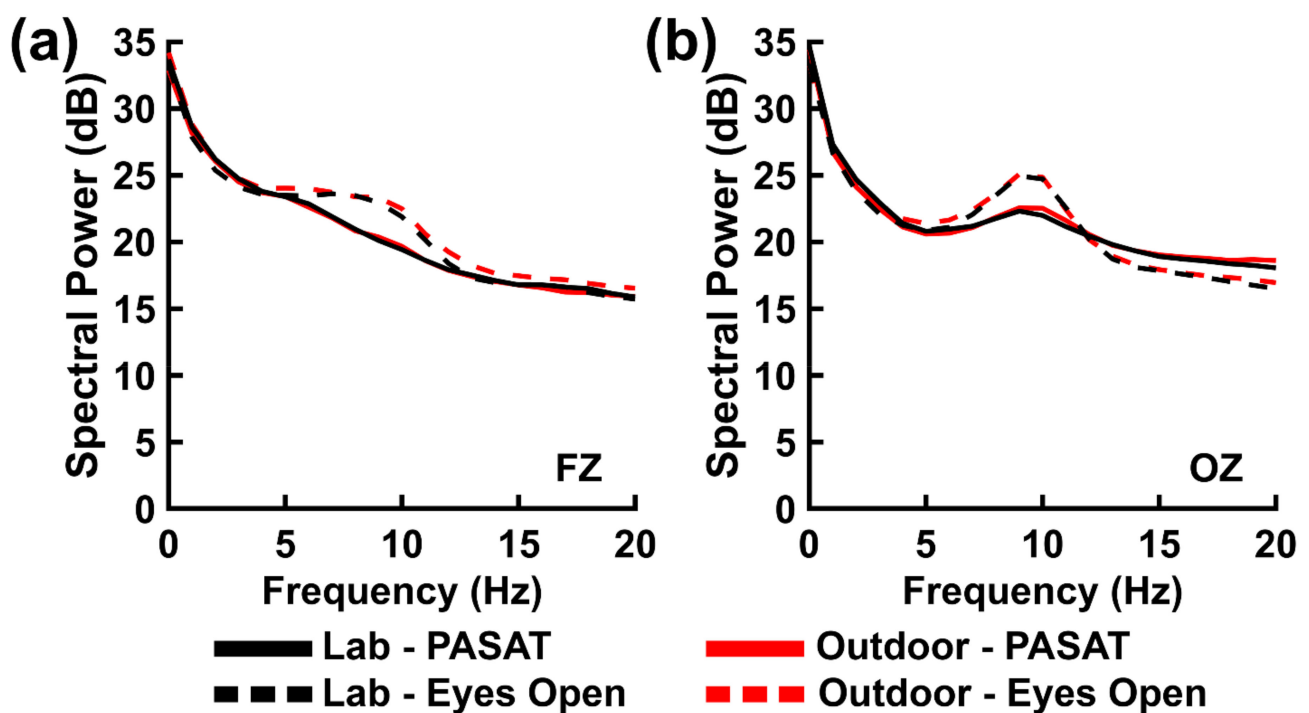 (a)
Spectral Power (dB)
35
30
25
20
15
10
5
0
FZ
0 5 10 15 20
Frequency (Hz)
(b)
Spectral Power (dB)
35
30
25
20
15
10
5
0
OZ
0 5 10 15 20
Frequency (Hz)
Lab - PASAT
Outdoor - PASAT
Lab - Eyes Open
Outdoor - Eyes Open